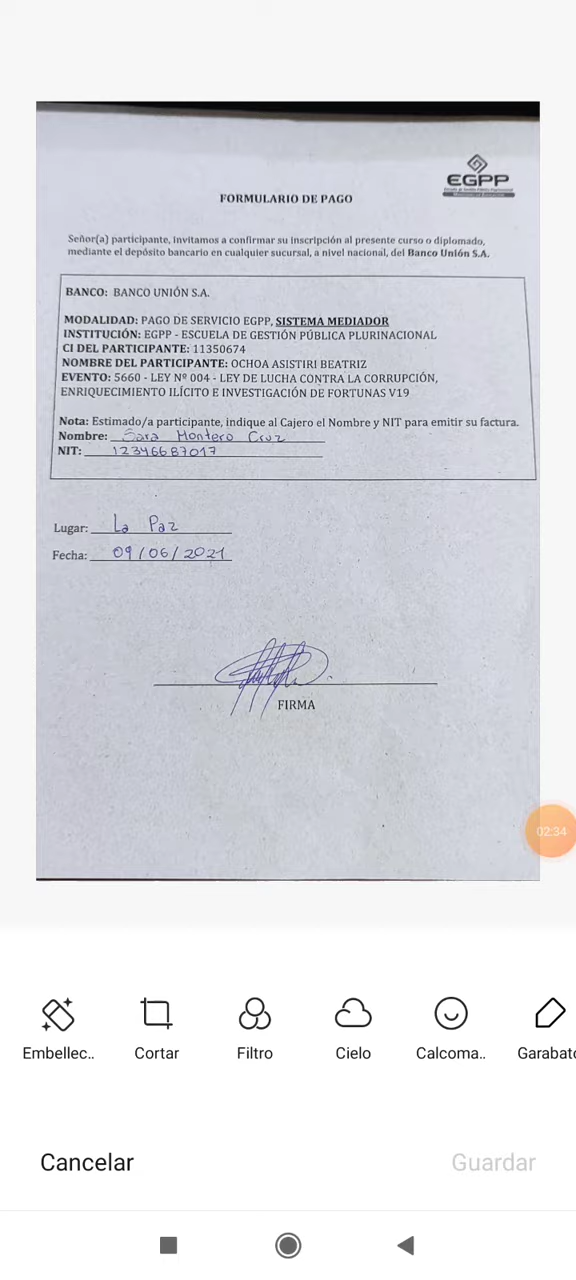 EGPP
FORMULARIO DE PAGO
Señor(a) participante, invitamos a confirmar su inscripción al presente curso o diplomado,
mediante el depósito bancario en cualquier sucursal, a nivel nacional, del Banco Unión S.A.
BANCO: BANCO UNIÓN S.A.
MODALIDAD: PAGO DE SERVICIO EGPP, SISTEMA MEDIADOR
INSTITUCIÓN: EGPP - ESCUELA DE GESTIÓN PÚBLICA PLURINACIONAL
CI DEL PARTICIPANTE: 11350674
NOMBRE DEL PARTICIPANTE: OCHOA ASISTIRI BEATRIZ
EVENTO: 5660 - LEY Nº 004 - LEY DE LUCHA CONTRA LA CORRUPCIÓN,
ENRIQUECIMIENTO ILÍCITO E INVESTIGACIÓN DE FORTUNAS V19
Nota: Estimado/a participante, indique al Cajero el Nombre y NIT para emitir su factura.
Nombre: Sara Montero Cruz
NIT: 12346687017
Lugar: La Paz
Fecha: 09/06/2021
FIRMA
02:34
Embellec.. Cortar Filtro Cielo Calcoma.. Garabato
Cancelar Guardar